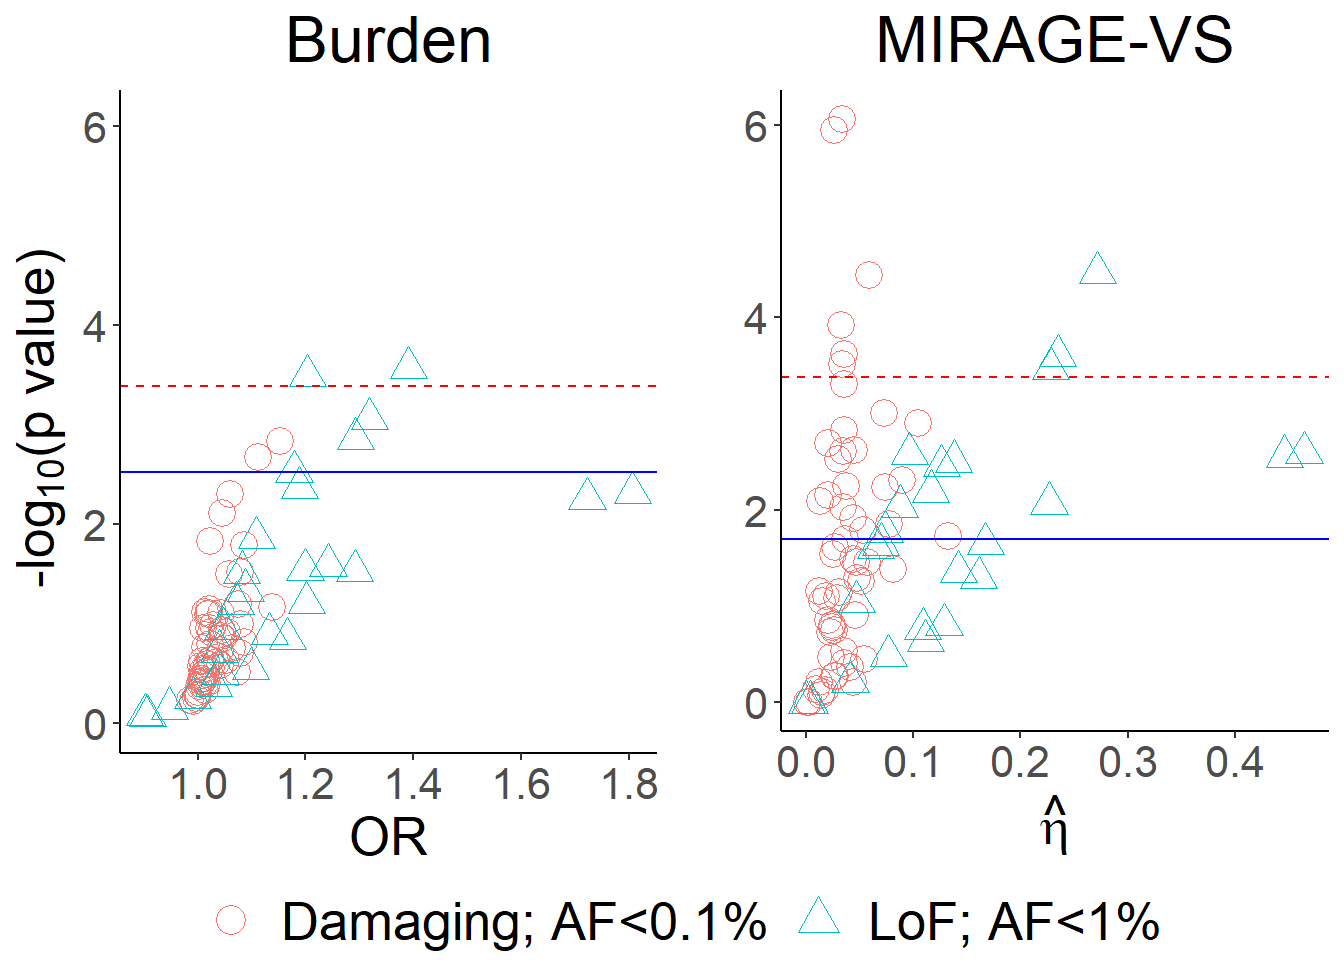 Burden
MIRAGE-VS
-log₁₀(p value)
6
4
2
0
1.0 1.2 1.4 1.6 1.8
OR
6
4
2
0
0.0 0.1 0.2 0.3 0.4
η̂
Damaging; AF<0.1% LoF; AF<1%